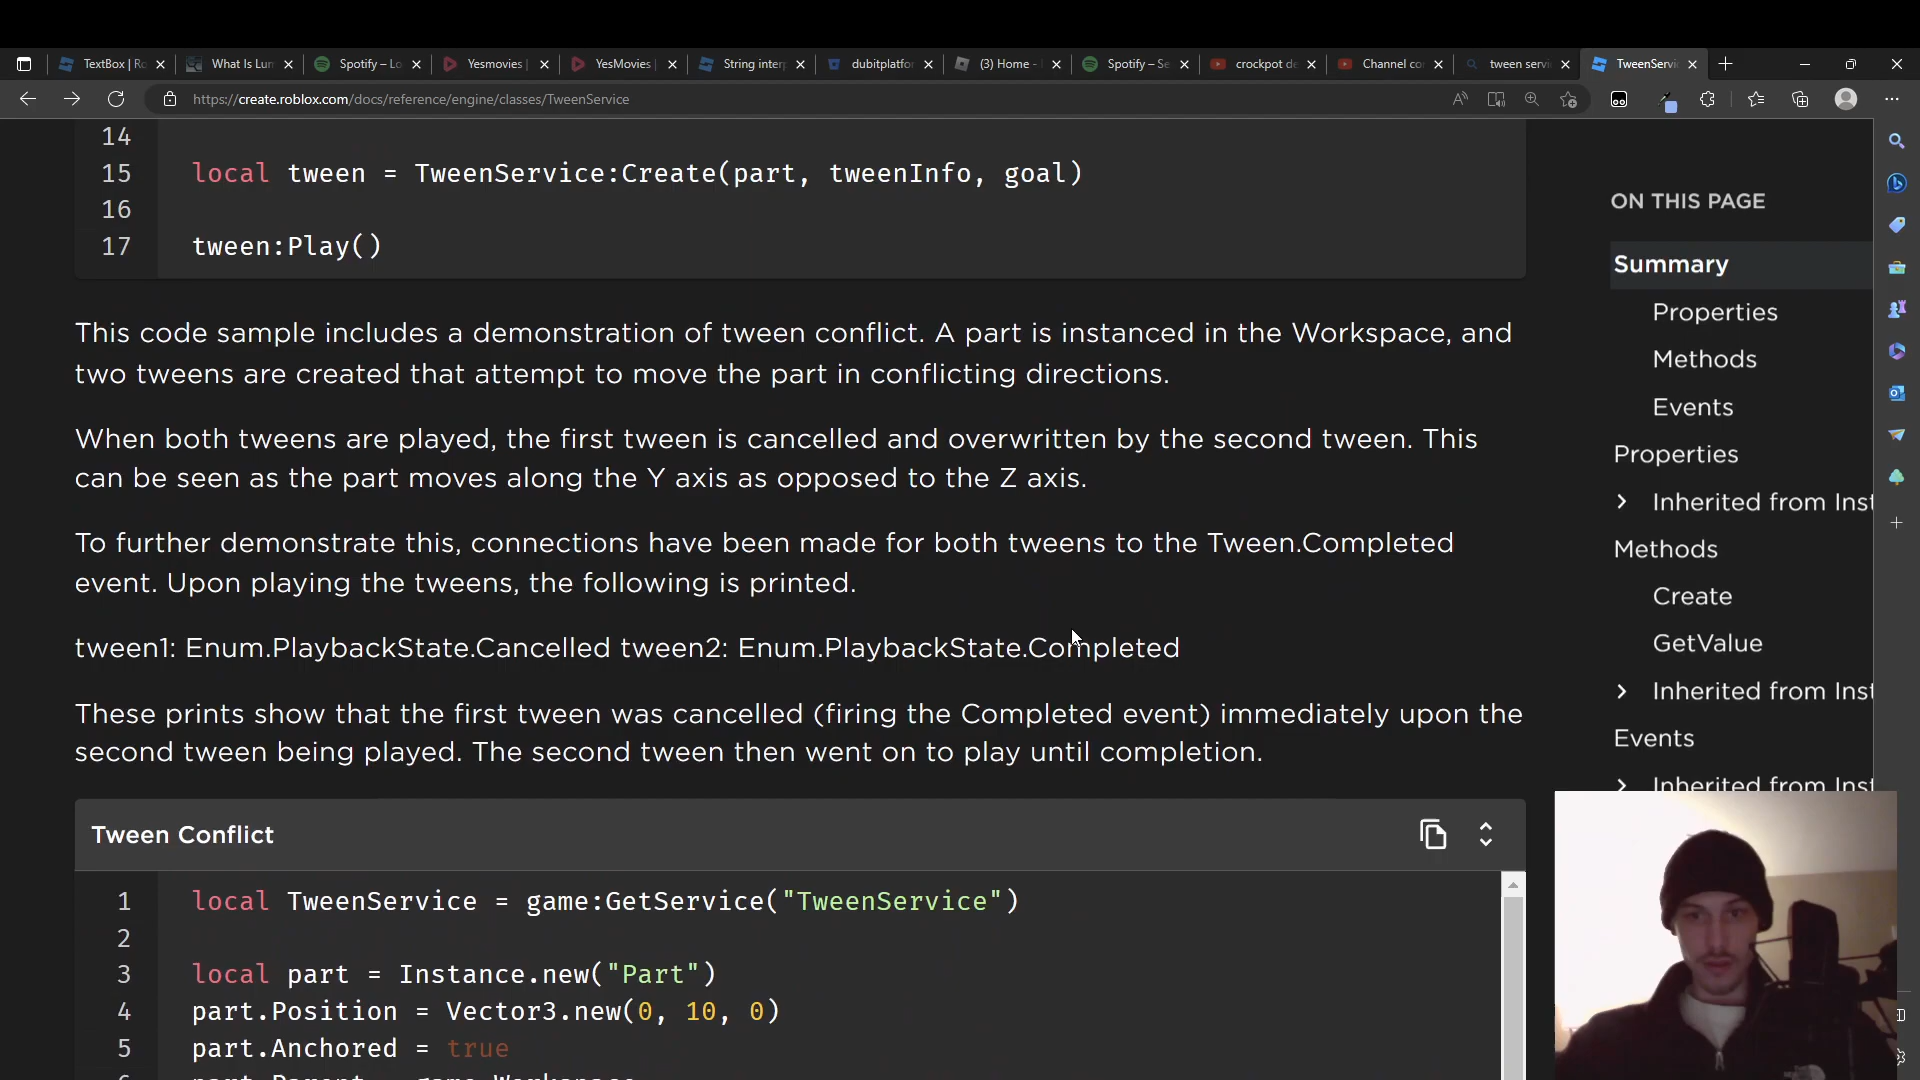 TextBox | Ro
What Is Lun
Spotify – Lo
Yesmovies |
YesMovies |
String interp
dubitplatfor
(3) Home -
Spotify – Se
crockpot de
Channel co
tween servi
TweenServi
https://create.roblox.com/docs/reference/engine/classes/TweenService
14
15 local tween = TweenService:Create(part, tweenInfo, goal)
16
17 tween:Play()
This code sample includes a demonstration of tween conflict. A part is instanced in the Workspace, and
two tweens are created that attempt to move the part in conflicting directions.
When both tweens are played, the first tween is cancelled and overwritten by the second tween. This
can be seen as the part moves along the Y axis as opposed to the Z axis.
To further demonstrate this, connections have been made for both tweens to the Tween.Completed
event. Upon playing the tweens, the following is printed.
tween1: Enum.PlaybackState.Cancelled tween2: Enum.PlaybackState.Completed
These prints show that the first tween was cancelled (firing the Completed event) immediately upon the
second tween being played. The second tween then went on to play until completion.
Tween Conflict
1 local TweenService = game:GetService("TweenService")
2
3 local part = Instance.new("Part")
4 part.Position = Vector3.new(0, 10, 0)
5 part.Anchored = true
6 part.Parent = game.Workspace
ON THIS PAGE
Summary
Properties
Methods
Events
Properties
Inherited from Inst
Methods
Create
GetValue
Inherited from Inst
Events
Inherited from Inst